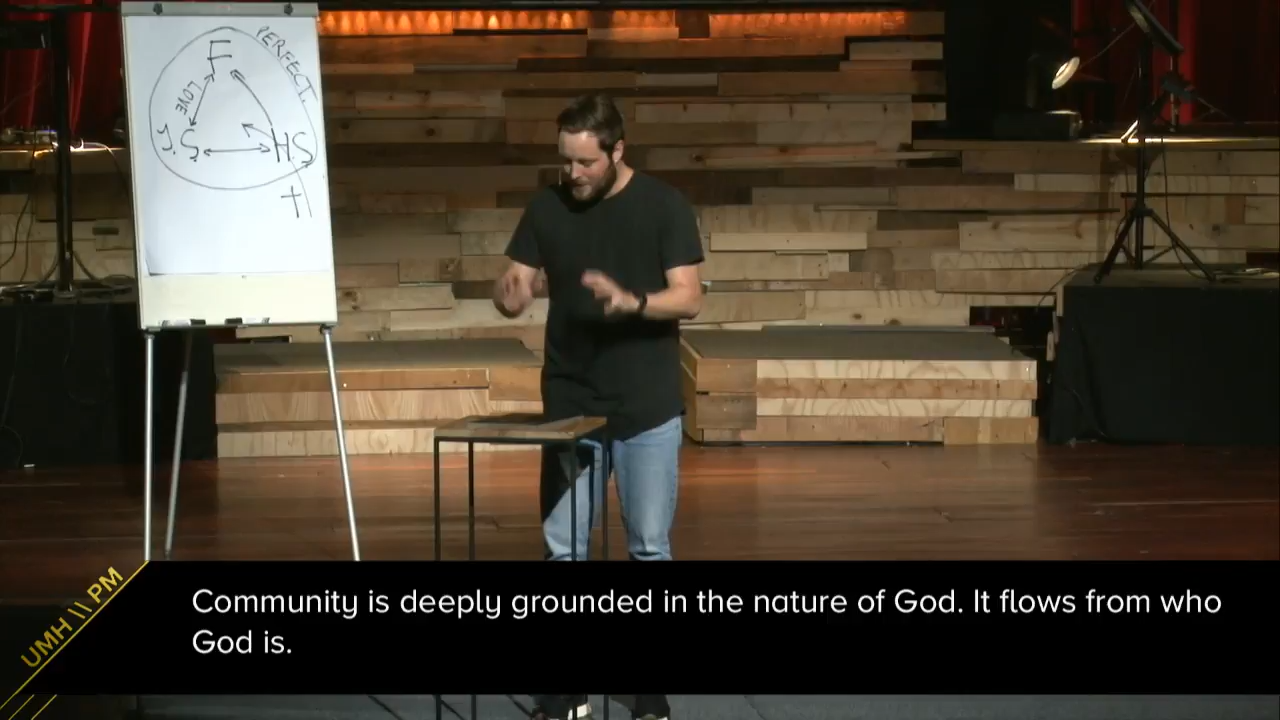 PERFECT.
F
LOVE
S
HS
+
UMH \\ PM
Community is deeply grounded in the nature of God. It flows from who
God is.